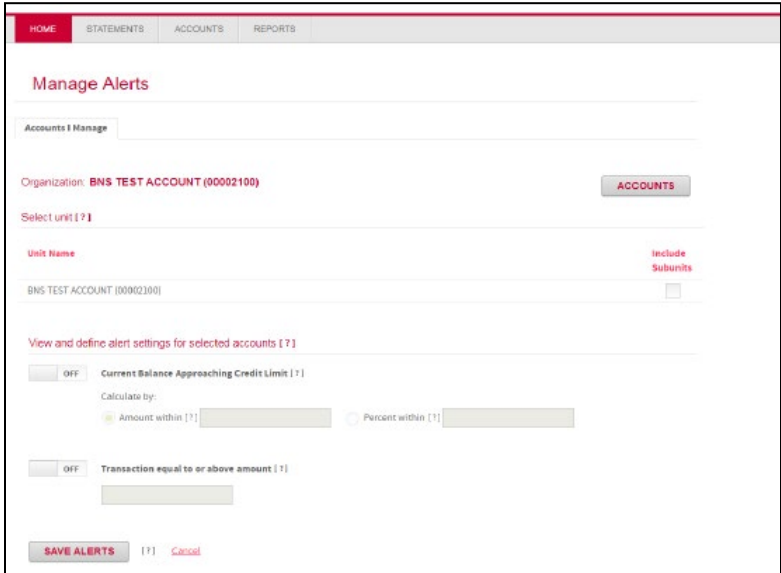 HOME STATEMENTS ACCOUNTS REPORTS
Manage Alerts
Accounts I Manage
Organization: BNS TEST ACCOUNT (00002100)
ACCOUNTS
Select unit [?]
Unit Name
Include
Subunits
BNS TEST ACCOUNT (00002100)
View and define alert settings for selected accounts [?]
OFF Current Balance Approaching Credit Limit [?]
Calculate by:
Amount within [?] Percent within [?]
OFF Transaction equal to or above amount [?]
SAVE ALERTS [?] Cancel